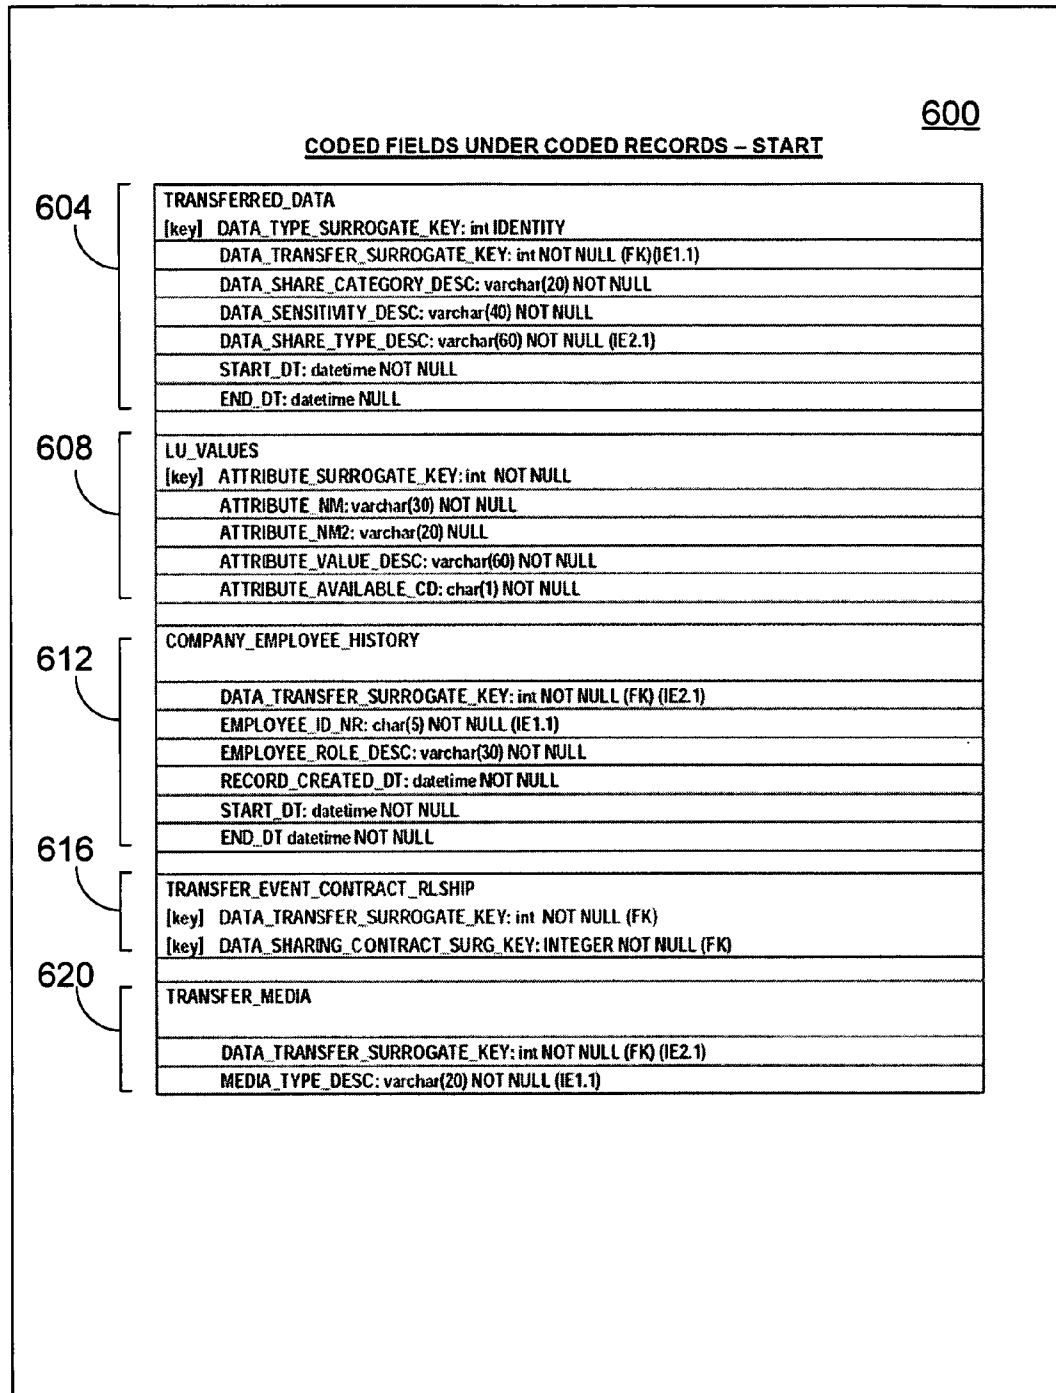 600
CODED FIELDS UNDER CODED RECORDS – START
604
TRANSFERRED_DATA
[key] DATA_TYPE_SURROGATE_KEY: int IDENTITY
DATA_TRANSFER_SURROGATE_KEY: int NOT NULL (FK)(IE1.1)
DATA_SHARE_CATEGORY_DESC: varchar(20) NOT NULL
DATA_SENSITIVITY_DESC: varchar(40) NOT NULL
DATA_SHARE_TYPE_DESC: varchar(60) NOT NULL (IE2.1)
START_DT: datetime NOT NULL
END_DT: datetime NULL
608
LU_VALUES
[key] ATTRIBUTE_SURROGATE_KEY: int NOT NULL
ATTRIBUTE_NM: varchar(30) NOT NULL
ATTRIBUTE_NM2: varchar(20) NULL
ATTRIBUTE_VALUE_DESC: varchar(60) NOT NULL
ATTRIBUTE_AVAILABLE_CD: char(1) NOT NULL
612
COMPANY_EMPLOYEE_HISTORY
DATA_TRANSFER_SURROGATE_KEY: int NOT NULL (FK) (IE2.1)
EMPLOYEE_ID_NR: char(5) NOT NULL (IE1.1)
EMPLOYEE_ROLE_DESC: varchar(30) NOT NULL
RECORD_CREATED_DT: datetime NOT NULL
START_DT: datetime NOT NULL
END_DT datetime NOT NULL
616
TRANSFER_EVENT_CONTRACT_RLSHIP
[key] DATA_TRANSFER_SURROGATE_KEY: int NOT NULL (FK)
[key] DATA_SHARING_CONTRACT_SURG_KEY: INTEGER NOT NULL (FK)
620
TRANSFER_MEDIA
DATA_TRANSFER_SURROGATE_KEY: int NOT NULL (FK) (IE2.1)
MEDIA_TYPE_DESC: varchar(20) NOT NULL (IE1.1)